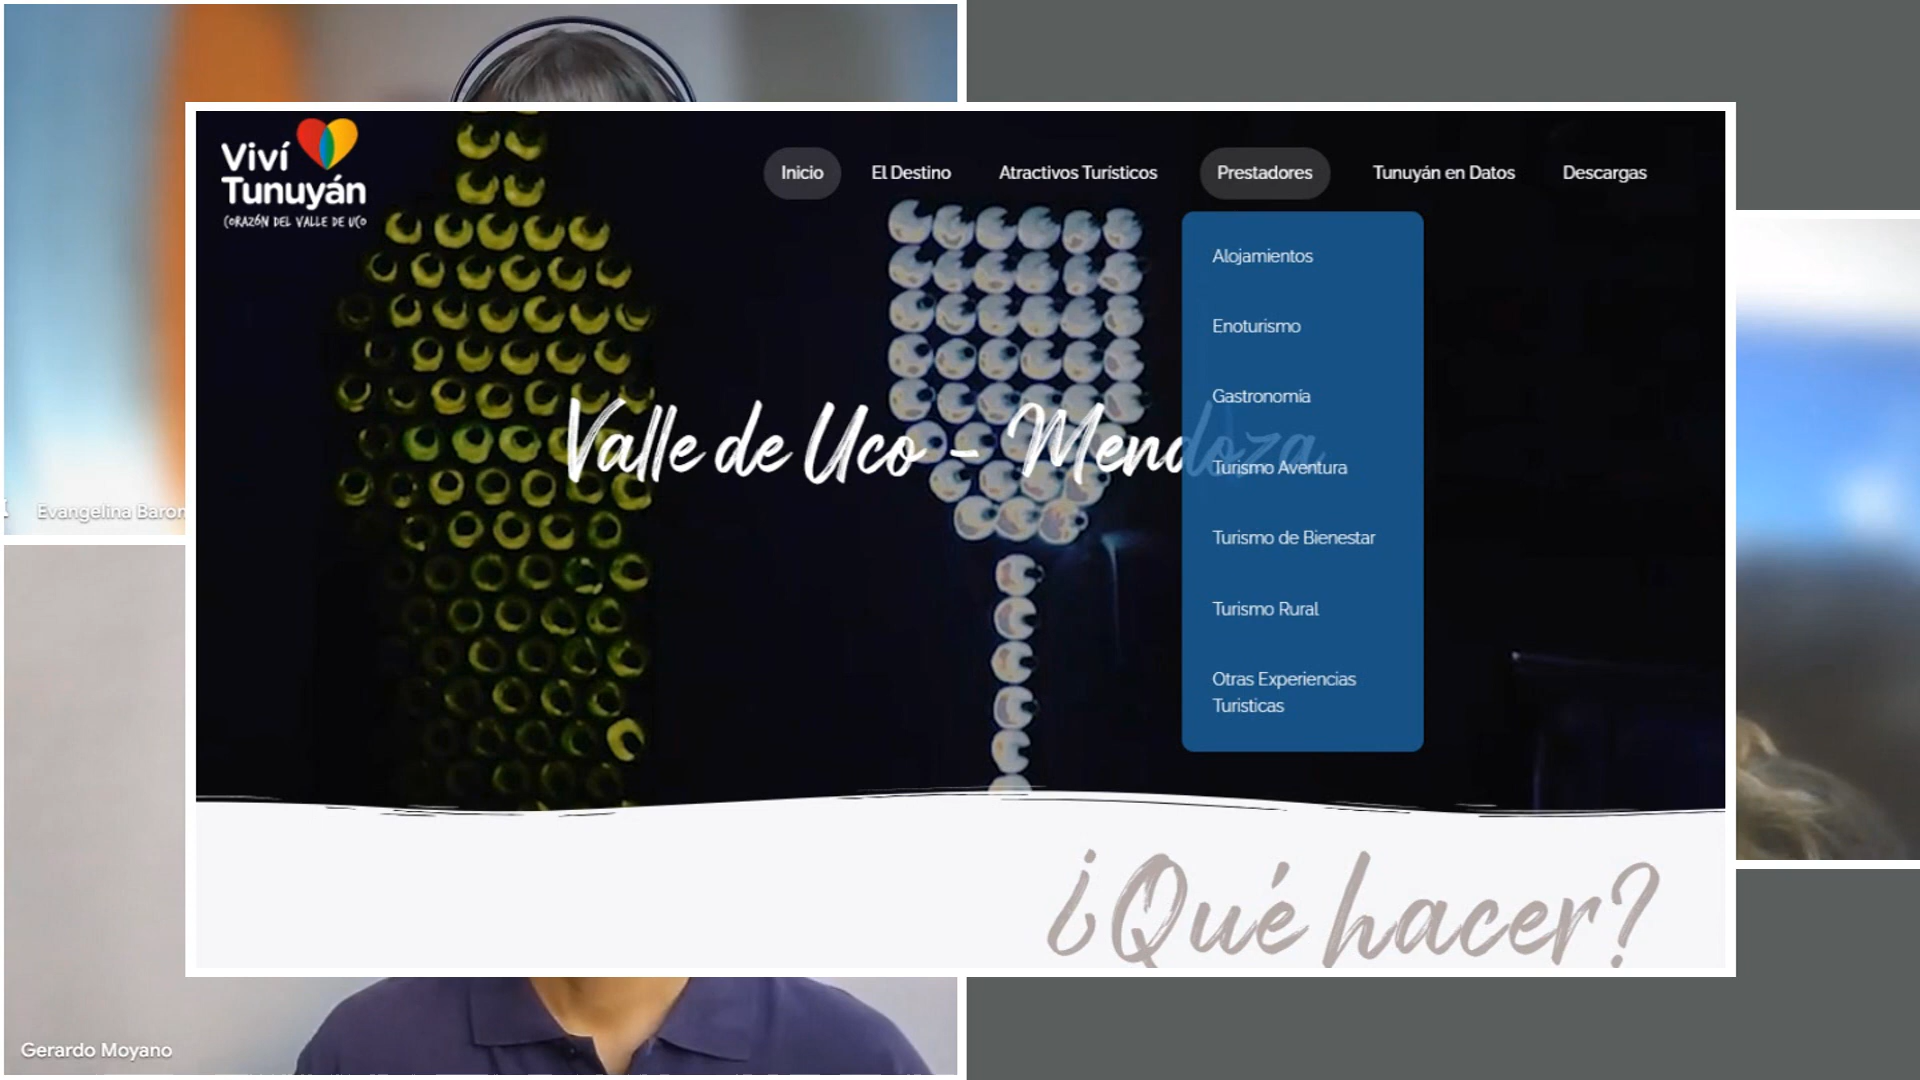 Viví
Tunuyán
CORAZÓN DEL VALLE DE UCO
Inicio
El Destino
Atractivos Turísticos
Prestadores
Tunuyán en Datos
Descargas
Alojamientos
Enoturismo
Gastronomía
Turismo Aventura
Turismo de Bienestar
Turismo Rural
Otras Experiencias
Turisticas
Valle de Uco - Mendoza
¿Qué hacer?
Evangelina Baron
Gerardo Moyano